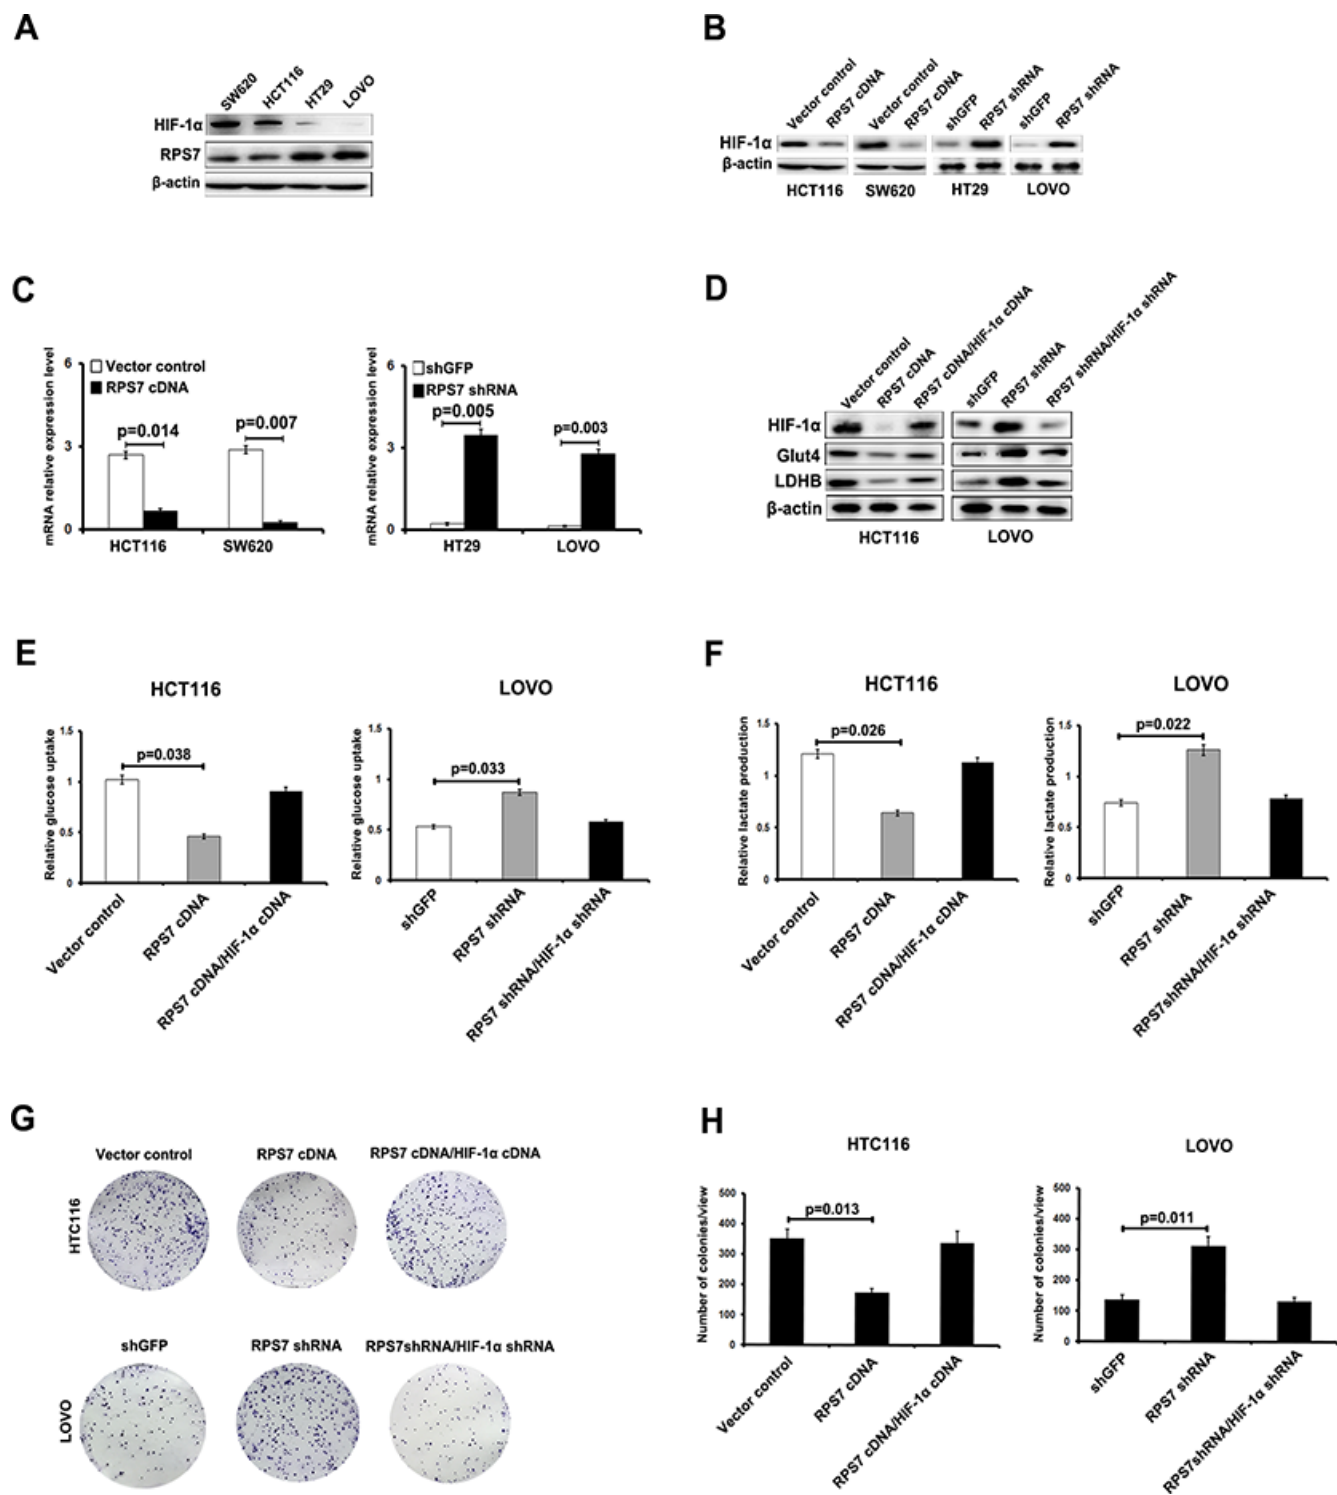 A
SW620 HCT116 HT29 LOVO
HIF-1α
RPS7
β-actin
B
Vector control RPS7 cDNA Vector control RPS7 cDNA shGFP RPS7 shRNA shGFP RPS7 shRNA
HIF-1α
β-actin
HCT116 SW620 HT29 LOVO
C
mRNA relative expression level
6
3
0
Vector control
RPS7 cDNA
p=0.014
p=0.007
HCT116 SW620
mRNA relative expression level
6
3
0
shGFP
RPS7 shRNA
p=0.005
p=0.003
HT29 LOVO
D
Vector control RPS7 cDNA RPS7 cDNA/HIF-1α cDNA shGFP RPS7 shRNA RPS7 shRNA/HIF-1α shRNA
HIF-1α
Glut4
LDHB
β-actin
HCT116 LOVO
E
HCT116
Relative glucose uptake
1.5
1
0.5
0
p=0.038
Vector control RPS7 cDNA RPS7 cDNA/HIF-1α cDNA
LOVO
Relative glucose uptake
1.5
1
0.5
0
p=0.033
shGFP RPS7 shRNA RPS7 shRNA/HIF-1α shRNA
F
HCT116
Relative lactate production
1.5
1
0.5
0
p=0.026
Vector control RPS7 cDNA RPS7 cDNA/HIF-1α cDNA
LOVO
Relative lactate production
1.5
1
0.5
0
p=0.022
shGFP RPS7 shRNA RPS7shRNA/HIF-1α shRNA
G
Vector control RPS7 cDNA RPS7 cDNA/HIF-1α cDNA
HTC116
shGFP RPS7 shRNA RPS7shRNA/HIF-1α shRNA
LOVO
H
HTC116
Number of colonies/view
500
400
300
200
100
0
p=0.013
Vector control RPS7 cDNA RPS7 cDNA/HIF-1α cDNA
LOVO
Number of colonies/view
500
400
300
200
100
0
p=0.011
shGFP RPS7 shRNA RPS7shRNA/HIF-1α shRNA